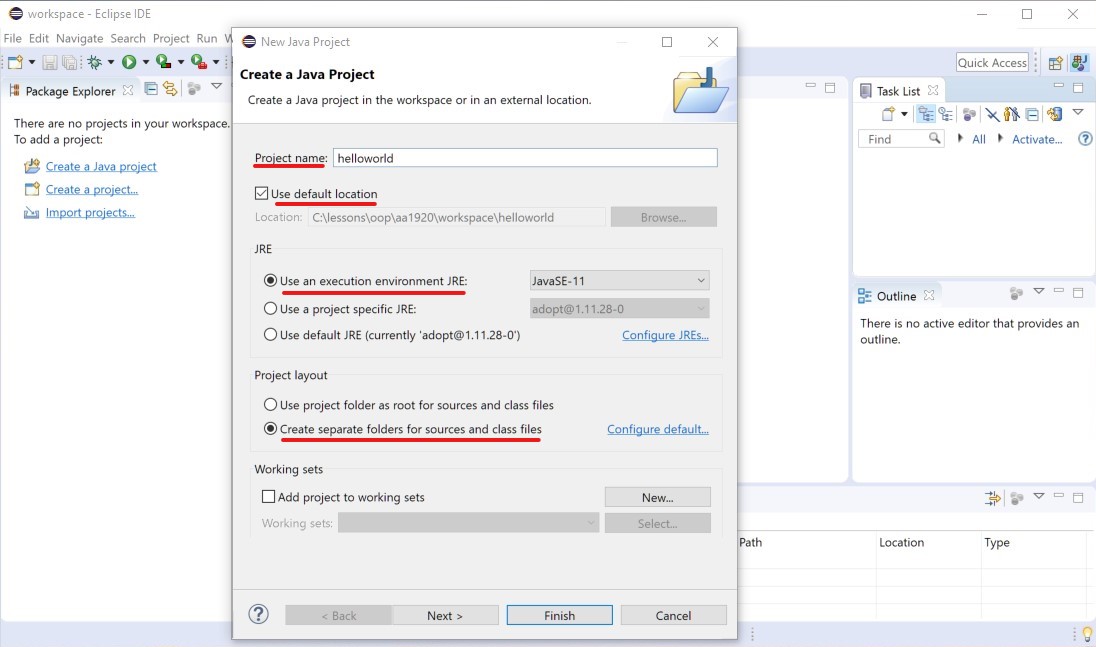 workspace - Eclipse IDE
File Edit Navigate Search Project Run W
Quick Access
Package Explorer
There are no projects in your workspace.
To add a project:
Create a Java project
Create a project...
Import projects...
New Java Project
Create a Java Project
Create a Java project in the workspace or in an external location.
Project name: helloworld
Use default location
Location: C:\lessons\oop\aa1920\workspace\helloworld Browse...
JRE
Use an execution environment JRE: JavaSE-11
Use a project specific JRE: adopt@1.11.28-0
Use default JRE (currently 'adopt@1.11.28-0') Configure JREs...
Project layout
Use project folder as root for sources and class files
Create separate folders for sources and class files Configure default...
Working sets
Add project to working sets New...
Working sets: Select...
< Back Next > Finish Cancel
Task List
Find All Activate...
Outline
There is no active editor that provides an
outline.
Path Location Type